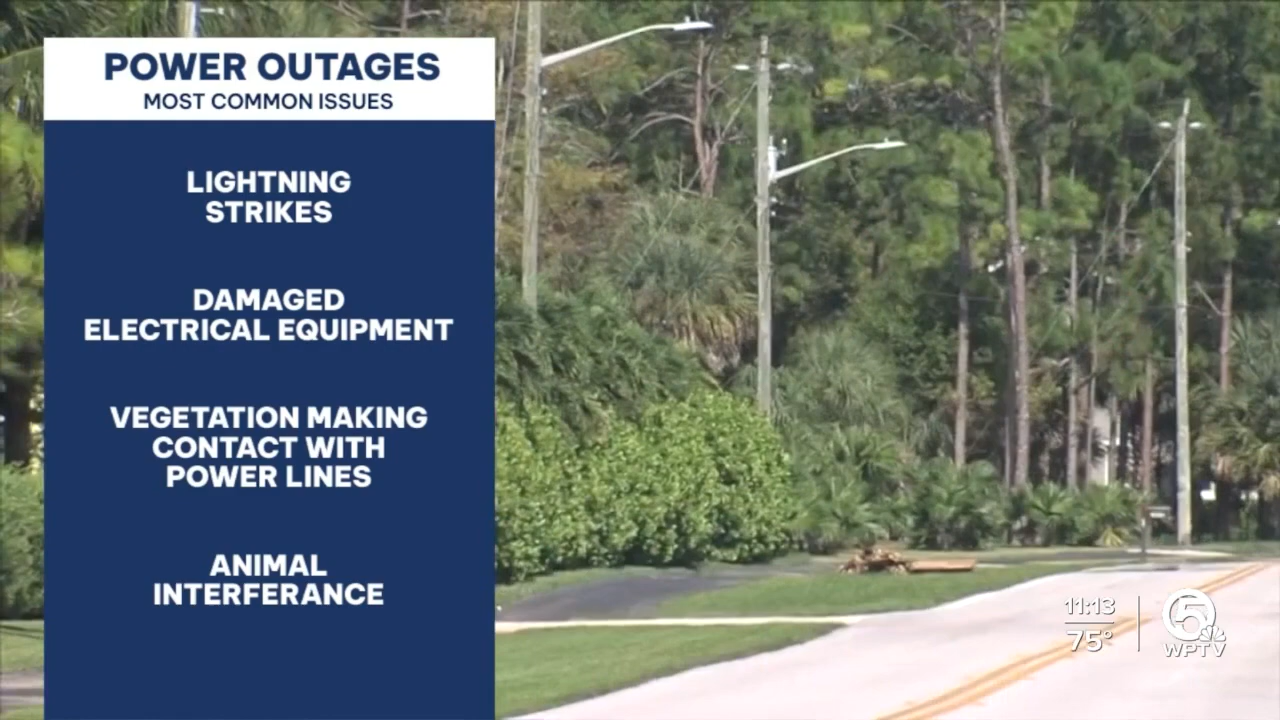 POWER OUTAGES
MOST COMMON ISSUES
LIGHTNING
STRIKES
DAMAGED
ELECTRICAL EQUIPMENT
VEGETATION MAKING
CONTACT WITH
POWER LINES
ANIMAL
INTERFERANCE
11:13
75°
5
WPTV